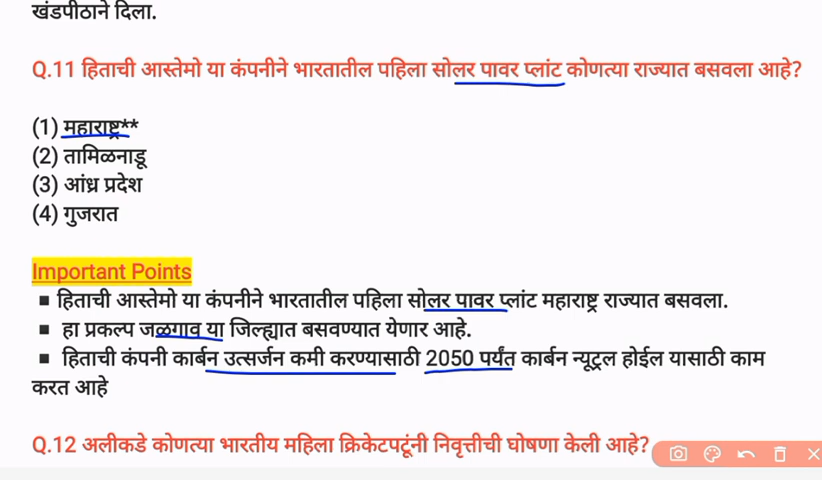 खंडपीठाने दिला.
Q.11 हिताची आस्तेमो या कंपनीने भारतातील पहिला सोलर पावर प्लांट कोणत्या राज्यात बसवला आहे?
(1) महाराष्ट्र**
(2) तामिळनाडू
(3) आंध्र प्रदेश
(4) गुजरात
Important Points
▪ हिताची आस्तेमो या कंपनीने भारतातील पहिला सोलर पावर प्लांट महाराष्ट्र राज्यात बसवला.
▪ हा प्रकल्प जळगाव या जिल्ह्यात बसवण्यात येणार आहे.
▪ हिताची कंपनी कार्बन उत्सर्जन कमी करण्यासाठी 2050 पर्यंत कार्बन न्यूट्रल होईल यासाठी काम
करत आहे
Q.12 अलीकडे कोणत्या भारतीय महिला क्रिकेटपटूंनी निवृत्तीची घोषणा केली आहे?